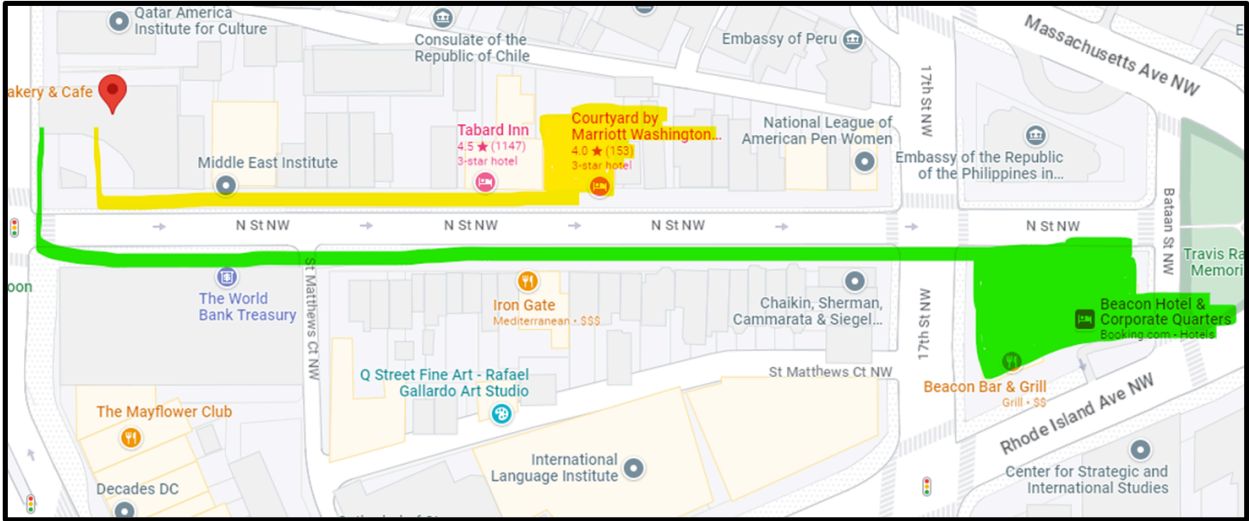 Qatar America
Institute for Culture
Consulate of the
Republic of Chile
Embassy of Peru
Massachusetts Ave NW
17th St NW
akery & Cafe
Tabard Inn
4.5 ★ (1147)
3-star hotel
Courtyard by
Marriott Washington...
4.0 ★ (153)
3-star hotel
National League of
American Pen Women
Embassy of the Republic
of the Philippines in...
Middle East Institute
N St NW
N St NW
N St NW
N St NW
Bataan St NW
Travis Ra
Memori
oon
The World
Bank Treasury
St Matthews Ct NW
Iron Gate
Mediterranean • $$$
Chaikin, Sherman,
Cammarata & Siegel...
17th St NW
Beacon Hotel &
Corporate Quarters
Booking.com - Hotels
Q Street Fine Art - Rafael
Gallardo Art Studio
St Matthews Ct NW
Beacon Bar & Grill
Grill • $$
Rhode Island Ave NW
The Mayflower Club
International
Language Institute
Center for Strategic and
International Studies
Decades DC